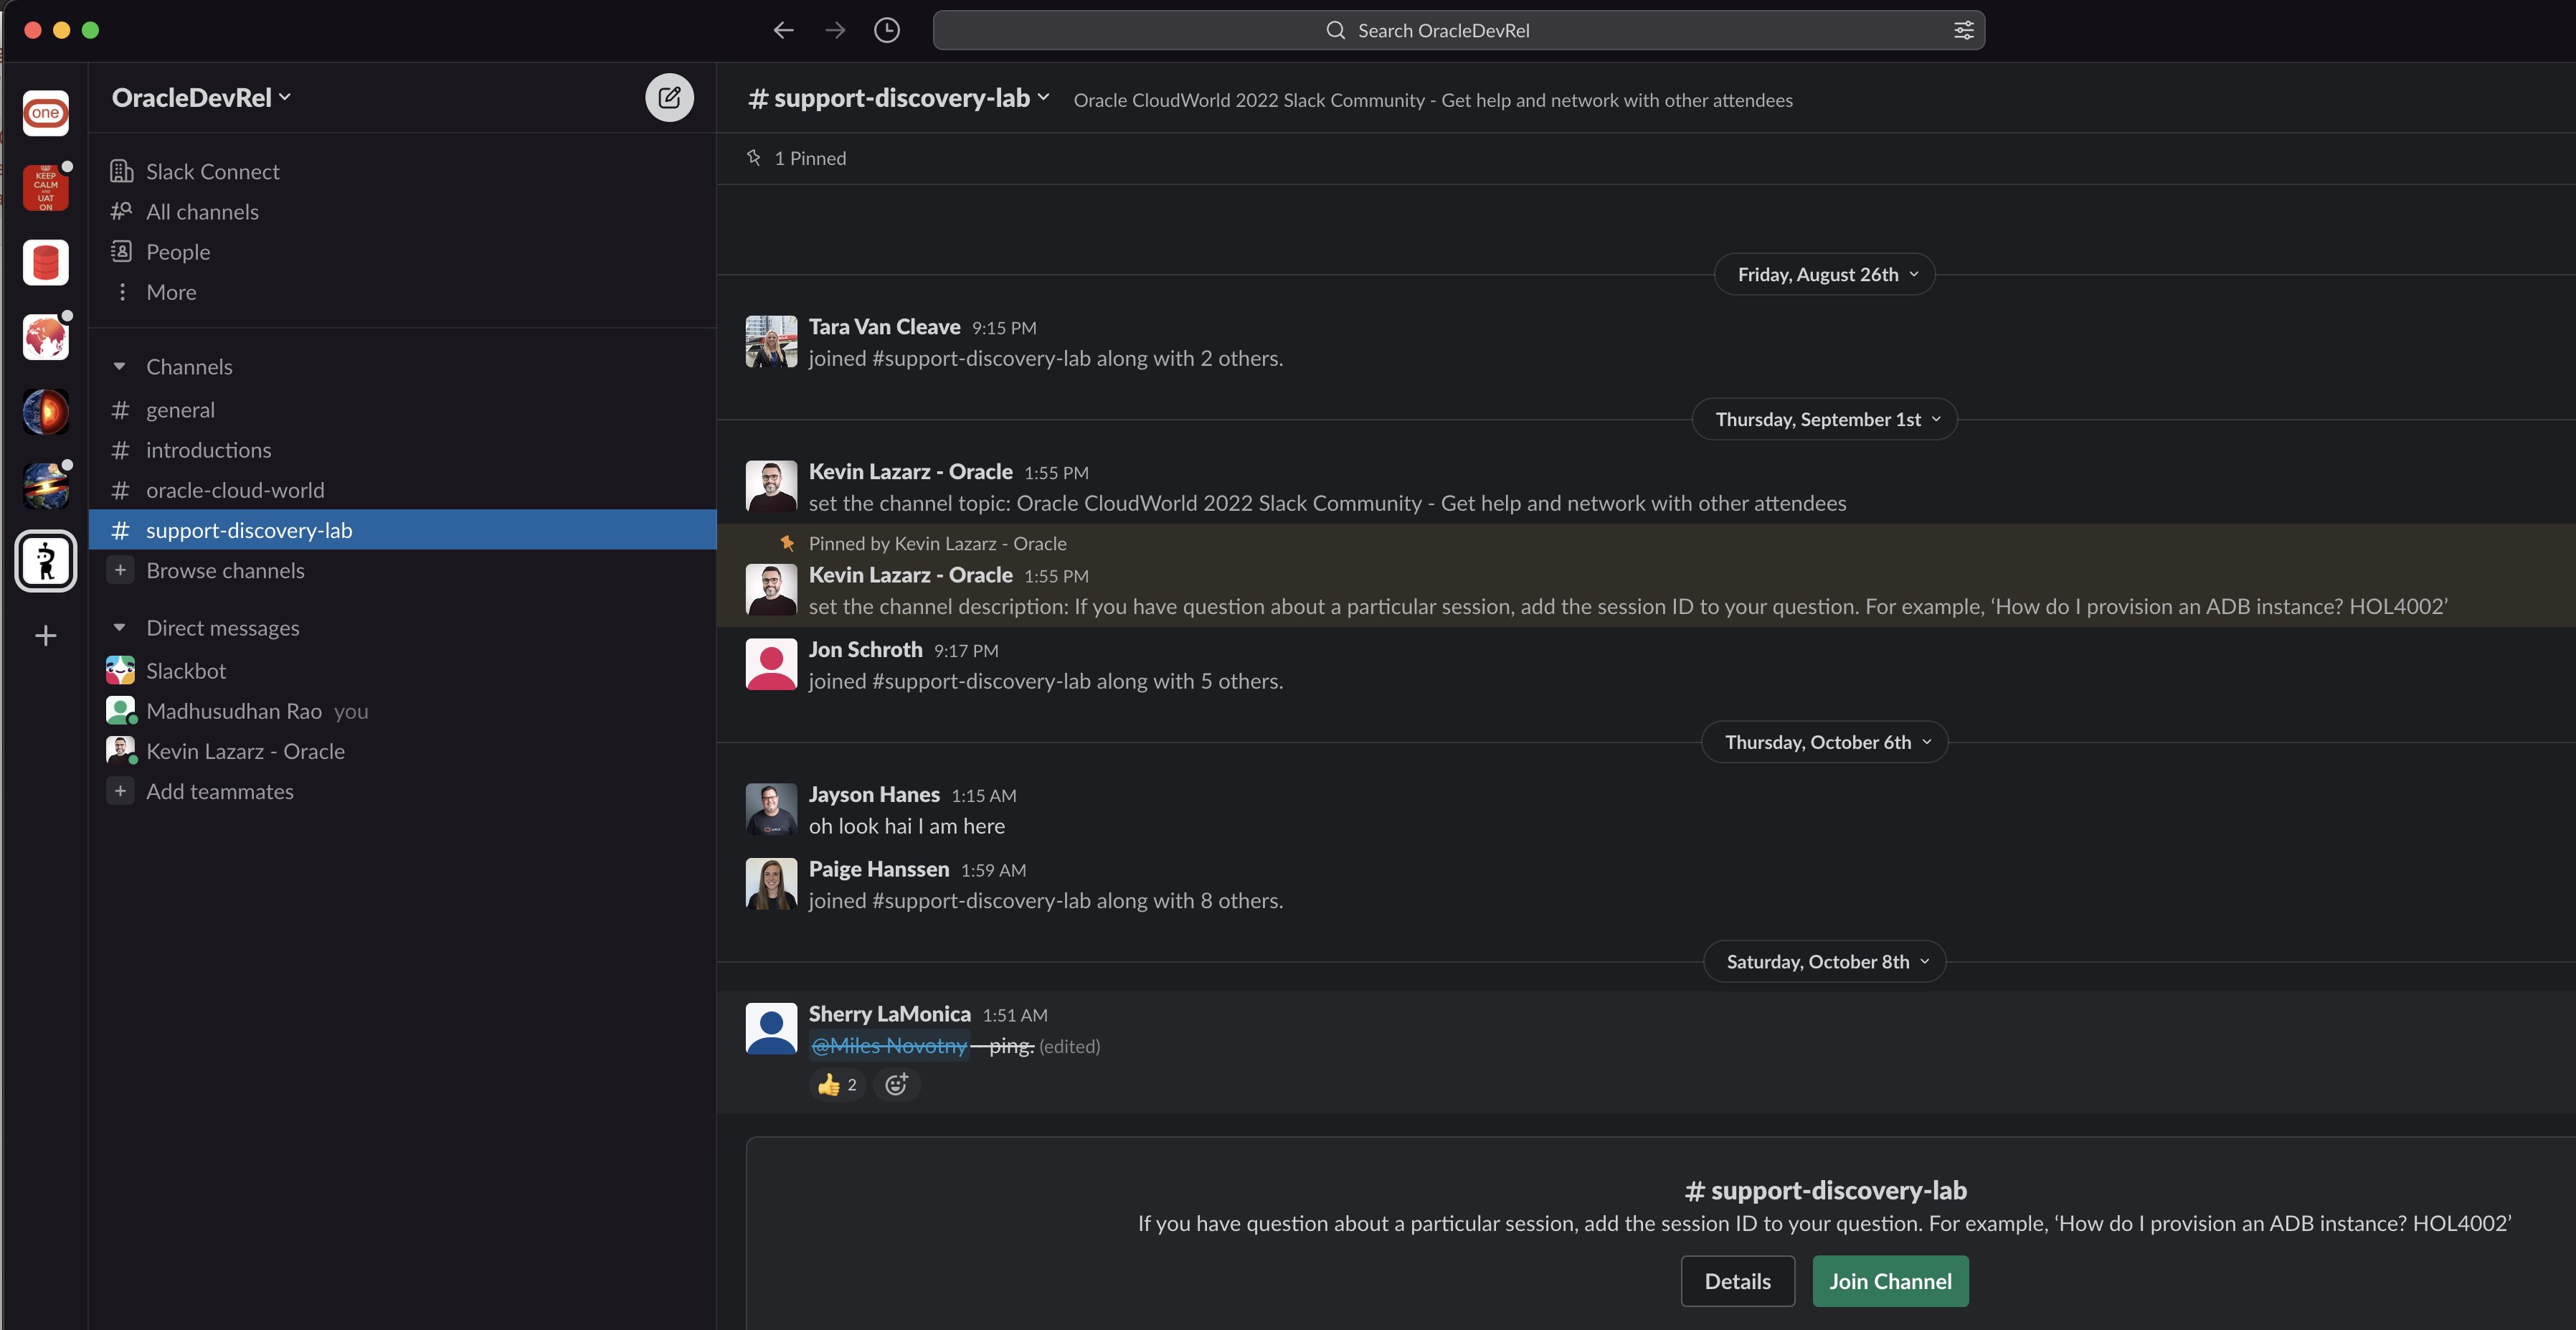 Search OracleDevRel
one
KEEP
CALM
AND
UAT
ON
OracleDevRel
Slack Connect
All channels
People
More
Channels
# general
# introductions
# oracle-cloud-world
# support-discovery-lab
+ Browse channels
Direct messages
Slackbot
Madhusudhan Rao you
Kevin Lazarz - Oracle
+ Add teammates
# support-discovery-lab Oracle CloudWorld 2022 Slack Community - Get help and network with other attendees
1 Pinned
Friday, August 26th
Tara Van Cleave 9:15 PM
joined #support-discovery-lab along with 2 others.
Thursday, September 1st
Kevin Lazarz - Oracle 1:55 PM
set the channel topic: Oracle CloudWorld 2022 Slack Community - Get help and network with other attendees
Pinned by Kevin Lazarz - Oracle
Kevin Lazarz - Oracle 1:55 PM
set the channel description: If you have question about a particular session, add the session ID to your question. For example, ‘How do I provision an ADB instance? HOL4002’
Jon Schroth 9:17 PM
joined #support-discovery-lab along with 5 others.
Thursday, October 6th
Jayson Hanes 1:15 AM
oh look hai I am here
Paige Hanssen 1:59 AM
joined #support-discovery-lab along with 8 others.
Saturday, October 8th
Sherry LaMonica 1:51 AM
@Miles Novotny – ping. (edited)
👍 2
# support-discovery-lab
If you have question about a particular session, add the session ID to your question. For example, ‘How do I provision an ADB instance? HOL4002’
Details Join Channel